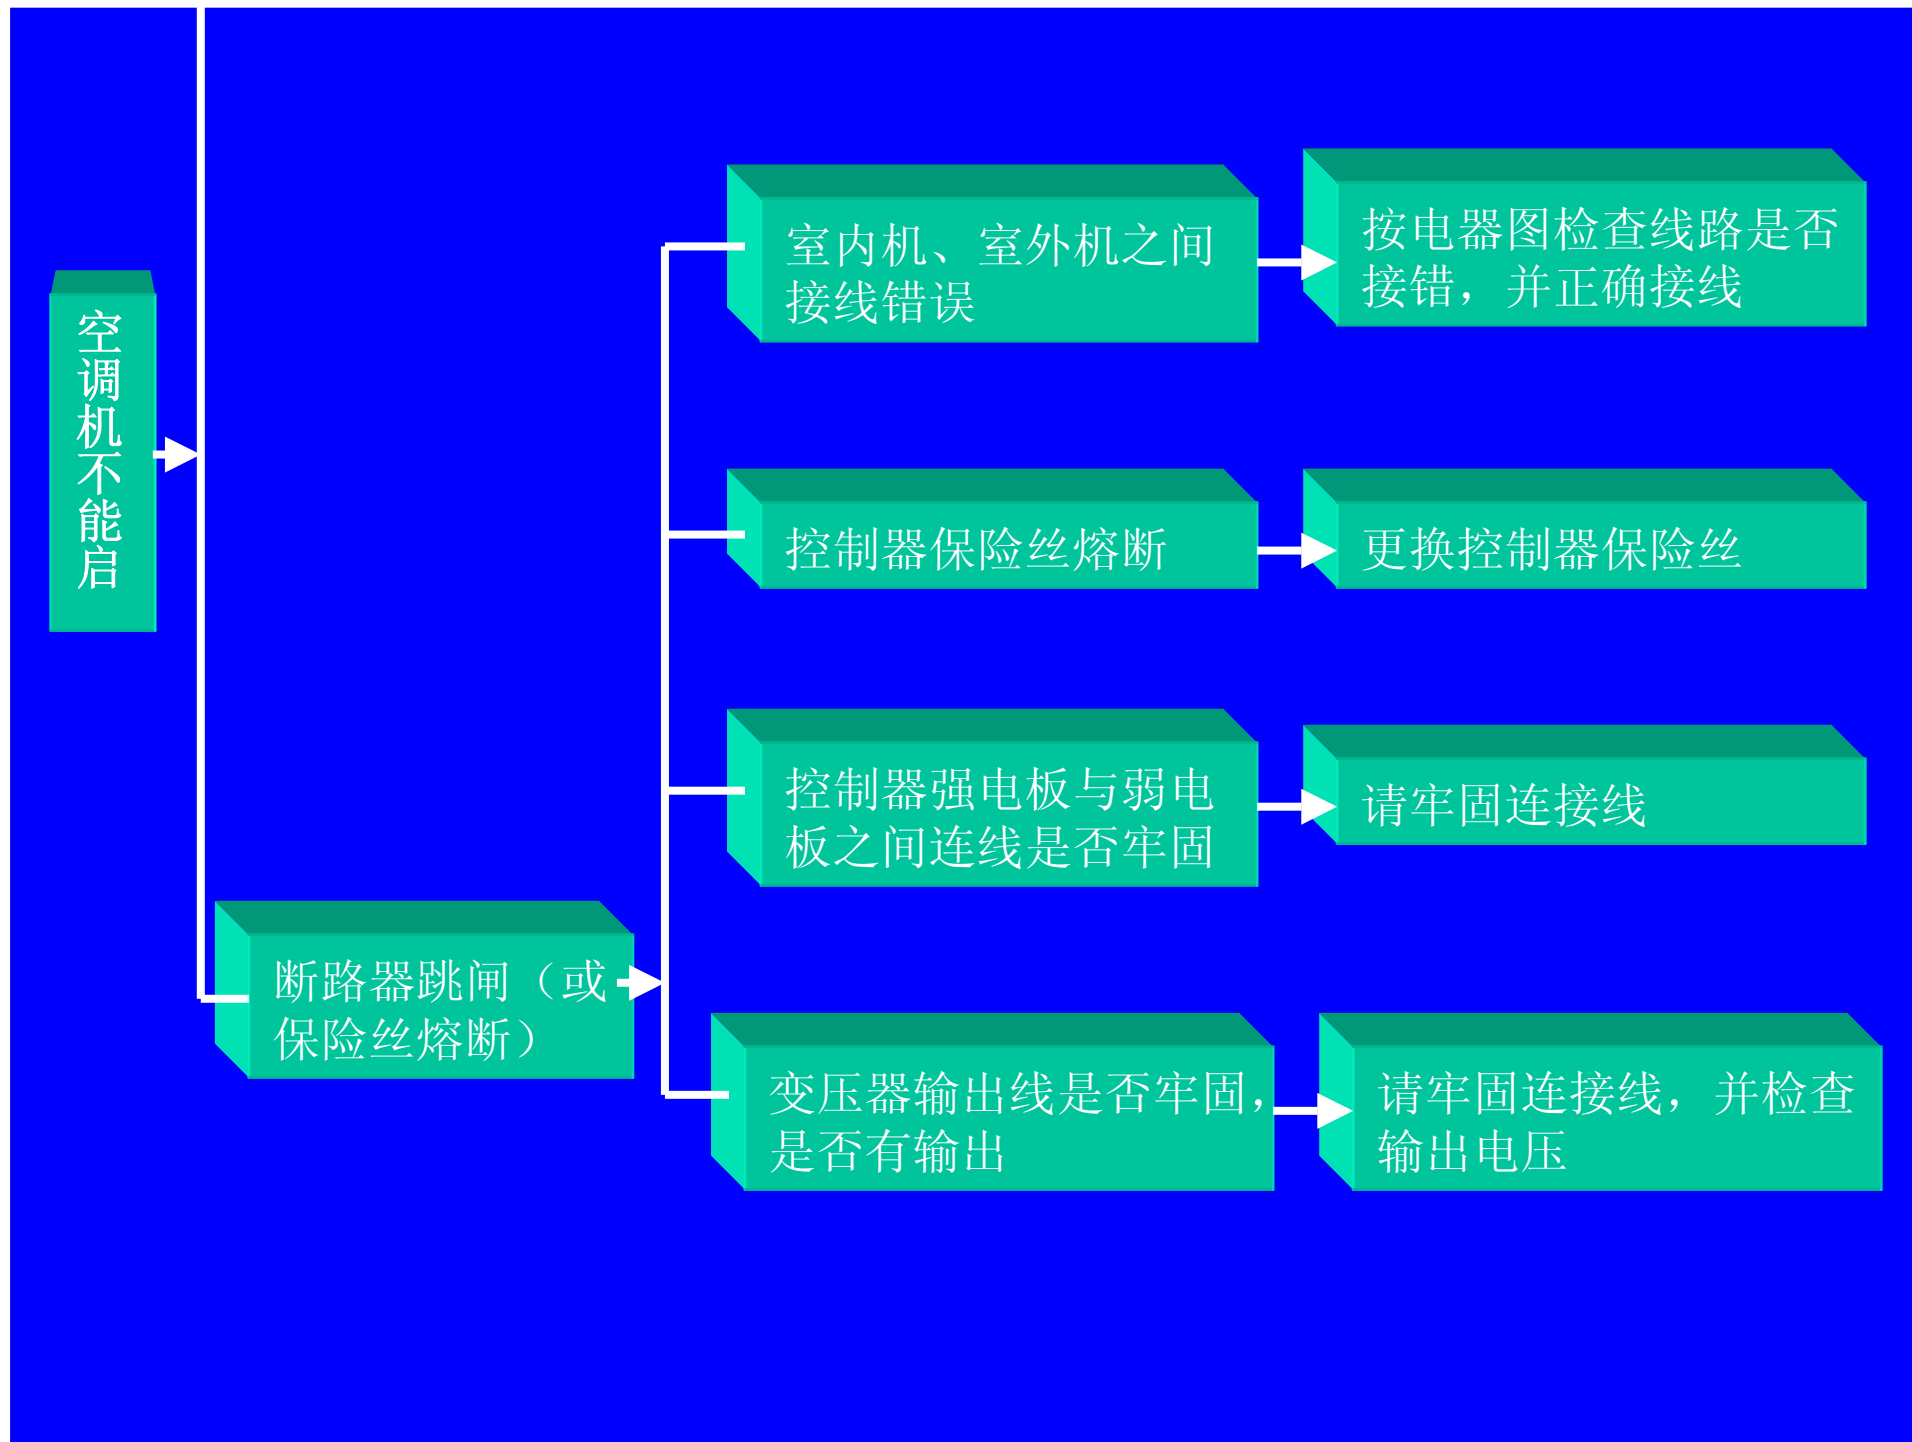 空调机不能启
断路器跳闸（或
保险丝熔断）
室内机、室外机之间
接线错误
按电器图检查线路是否
接错，并正确接线
控制器保险丝熔断
更换控制器保险丝
控制器强电板与弱电
板之间连线是否牢固
请牢固连接线
变压器输出线是否牢固，
是否有输出
请牢固连接线，并检查
输出电压